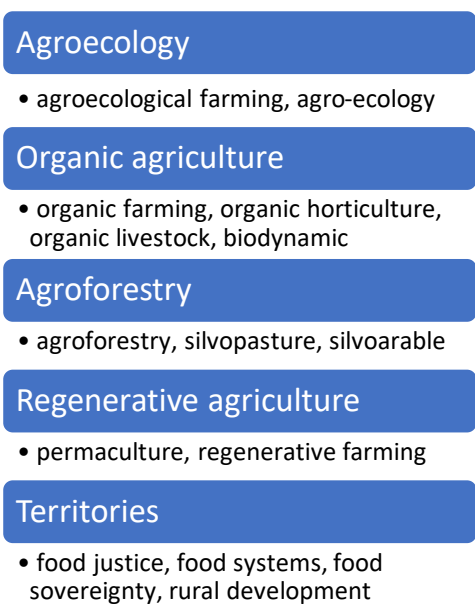 Agroecology
• agroecological farming, agro-ecology
Organic agriculture
• organic farming, organic horticulture,
organic livestock, biodynamic
Agroforestry
• agroforestry, silvopasture, silvoarable
Regenerative agriculture
• permaculture, regenerative farming
Territories
• food justice, food systems, food
sovereignty, rural development